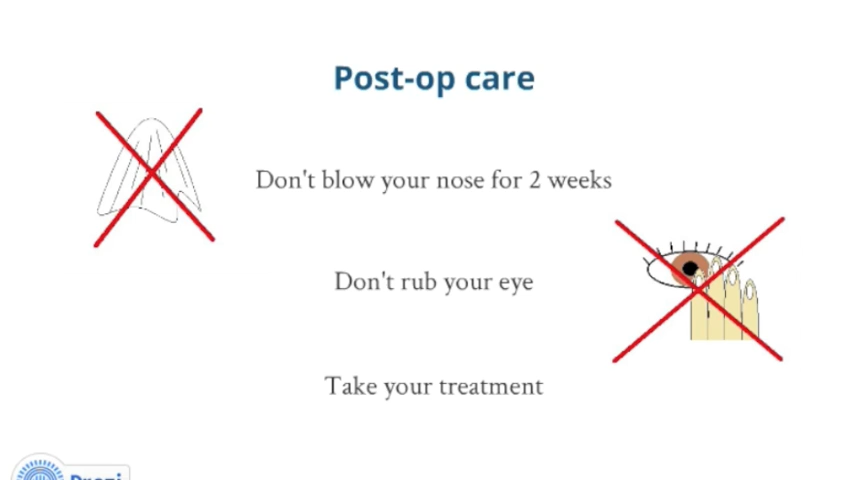 Post-op care
Don't blow your nose for 2 weeks
Don't rub your eye
Take your treatment
Prezi